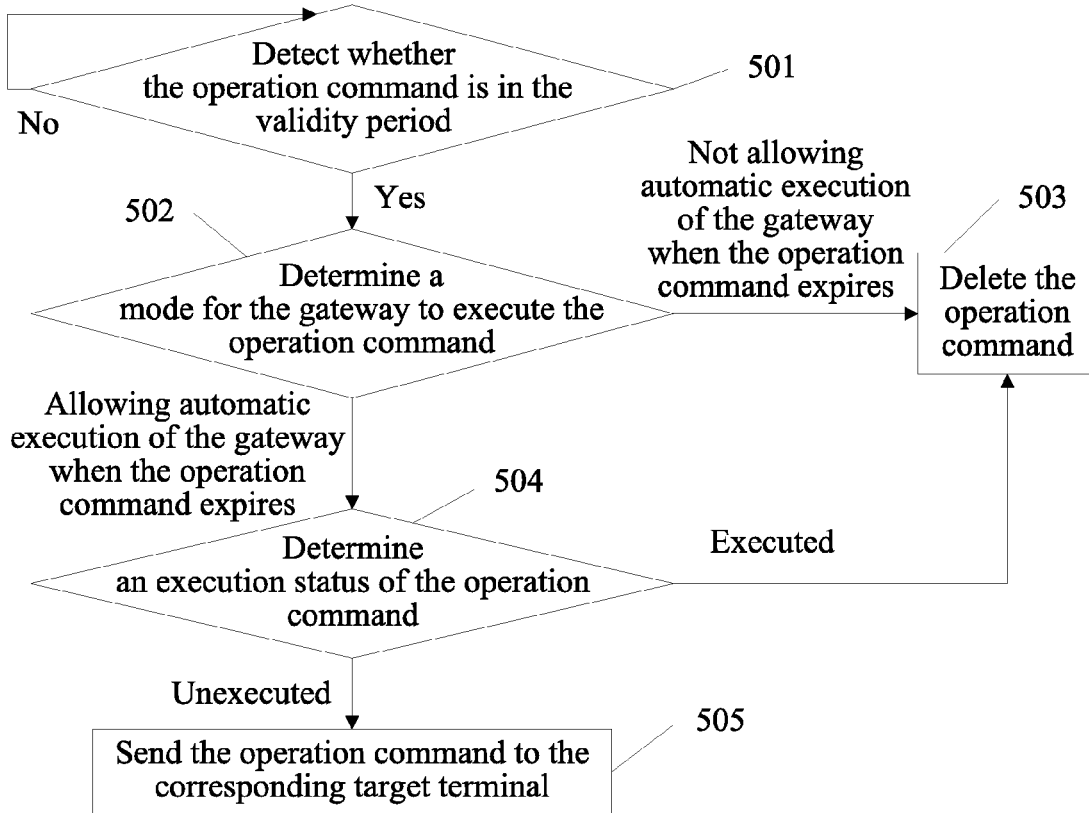 Detect whether
the operation command is in the
validity period
501
No
Yes
502
Not allowing
automatic execution
of the gateway
when the operation
command expires
503
Determine a
mode for the gateway to execute the
operation command
Delete the
operation
command
Allowing automatic
execution of the gateway
when the operation
command expires
504
Determine
an execution status of the operation
command
Executed
Unexecuted
505
Send the operation command to the
corresponding target terminal